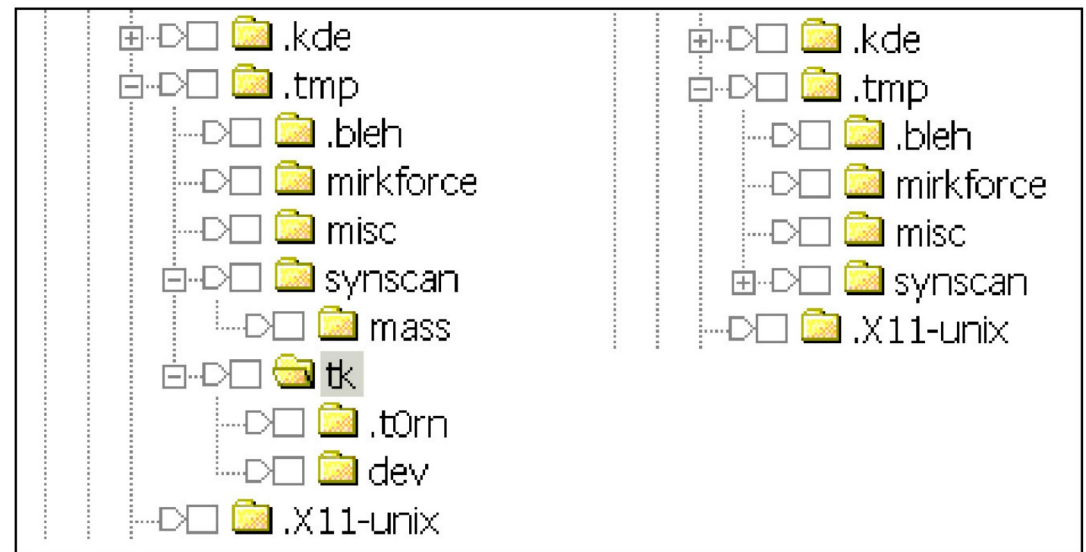 .kde
.tmp
.bleh
mirkforce
misc
synscan
mass
tk
.t0rn
dev
.X11-unix
.kde
.tmp
.bleh
mirkforce
misc
synscan
.X11-unix